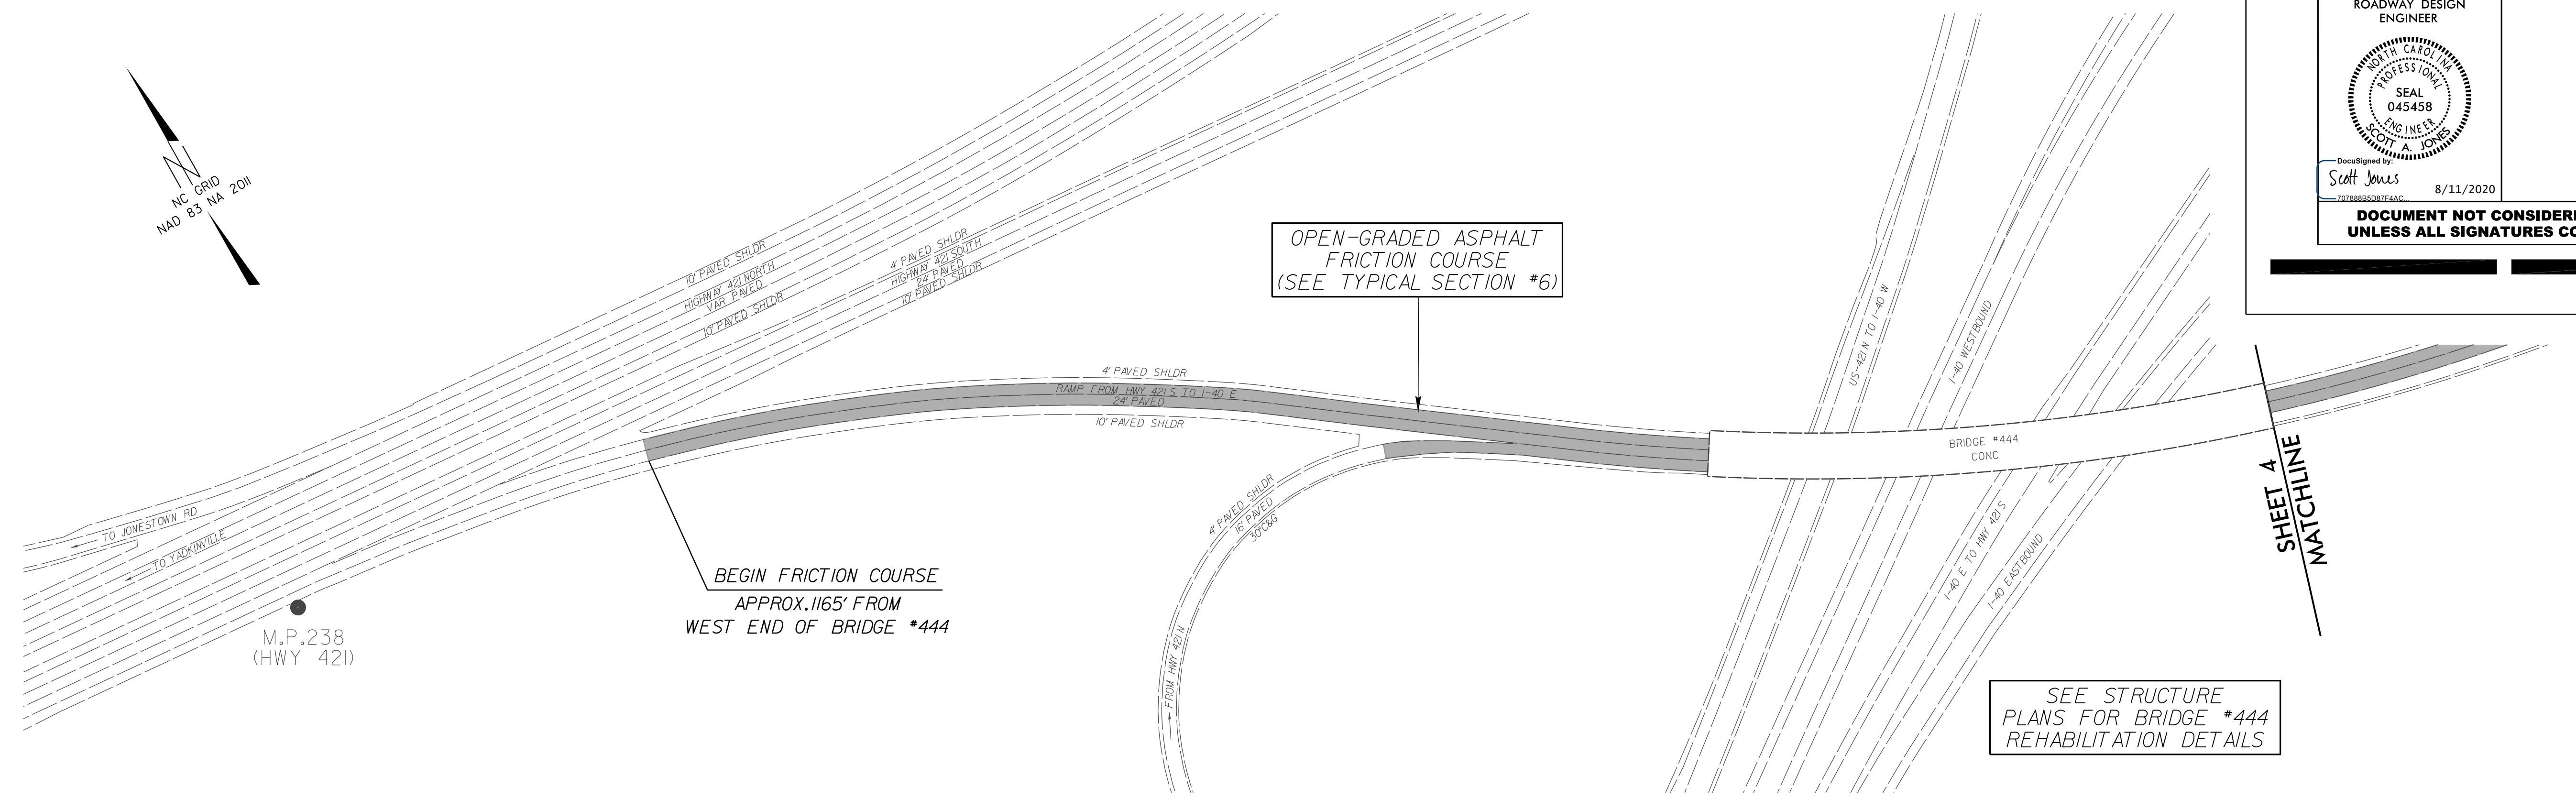 ROADWAY DESIGN
ENGINEER
NORTH CAROLINA
PROFESSIONAL
SEAL
045458
ENGINEER
SCOTT A. JONES
DocuSigned by:
Scott Jones
8/11/2020
707888B5D87F4AC...
DOCUMENT NOT CONSIDER
UNLESS ALL SIGNATURES CO
N
NC GRID
NAD 83 NA 2011
10' PAVED SHLDR
HIGHWAY 421 NORTH
VAR PAVED
10' PAVED SHLDR
4' PAVED SHLDR
HIGHWAY 421 SOUTH
24' PAVED
10' PAVED SHLDR
OPEN-GRADED ASPHALT
FRICTION COURSE
(SEE TYPICAL SECTION #6)
US-421 N TO I-40 W
I-40 WESTBOUND
4' PAVED SHLDR
RAMP FROM HWY 421 S TO I-40 E
24' PAVED
10' PAVED SHLDR
BRIDGE #444
CONC
SHEET 4
MATCHLINE
TO JONESTOWN RD
TO YADKINVILLE
4' PAVED SHLDR
16' PAVED
30" C&G
I-40 E TO HWY 421 S
I-40 EASTBOUND
BEGIN FRICTION COURSE
APPROX. 1165' FROM
WEST END OF BRIDGE #444
M.P. 238
(HWY 421)
FROM HWY 421 N
SEE STRUCTURE
PLANS FOR BRIDGE #444
REHABILITATION DETAILS